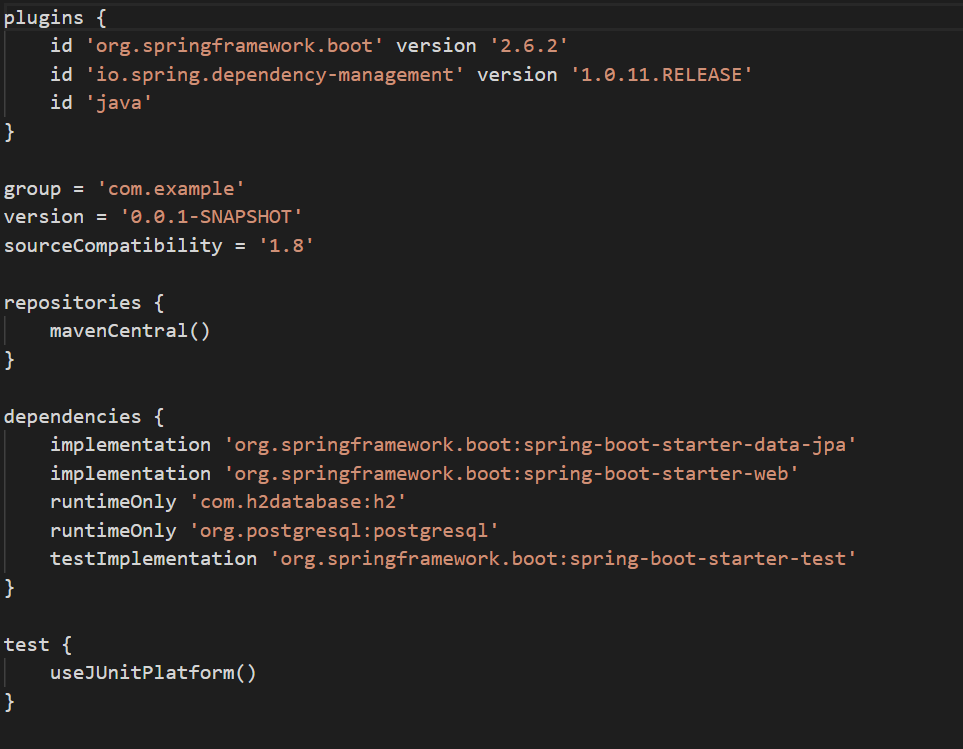 plugins {
    id 'org.springframework.boot' version '2.6.2'
    id 'io.spring.dependency-management' version '1.0.11.RELEASE'
    id 'java'
}

group = 'com.example'
version = '0.0.1-SNAPSHOT'
sourceCompatibility = '1.8'

repositories {
    mavenCentral()
}

dependencies {
    implementation 'org.springframework.boot:spring-boot-starter-data-jpa'
    implementation 'org.springframework.boot:spring-boot-starter-web'
    runtimeOnly 'com.h2database:h2'
    runtimeOnly 'org.postgresql:postgresql'
    testImplementation 'org.springframework.boot:spring-boot-starter-test'
}

test {
    useJUnitPlatform()
}